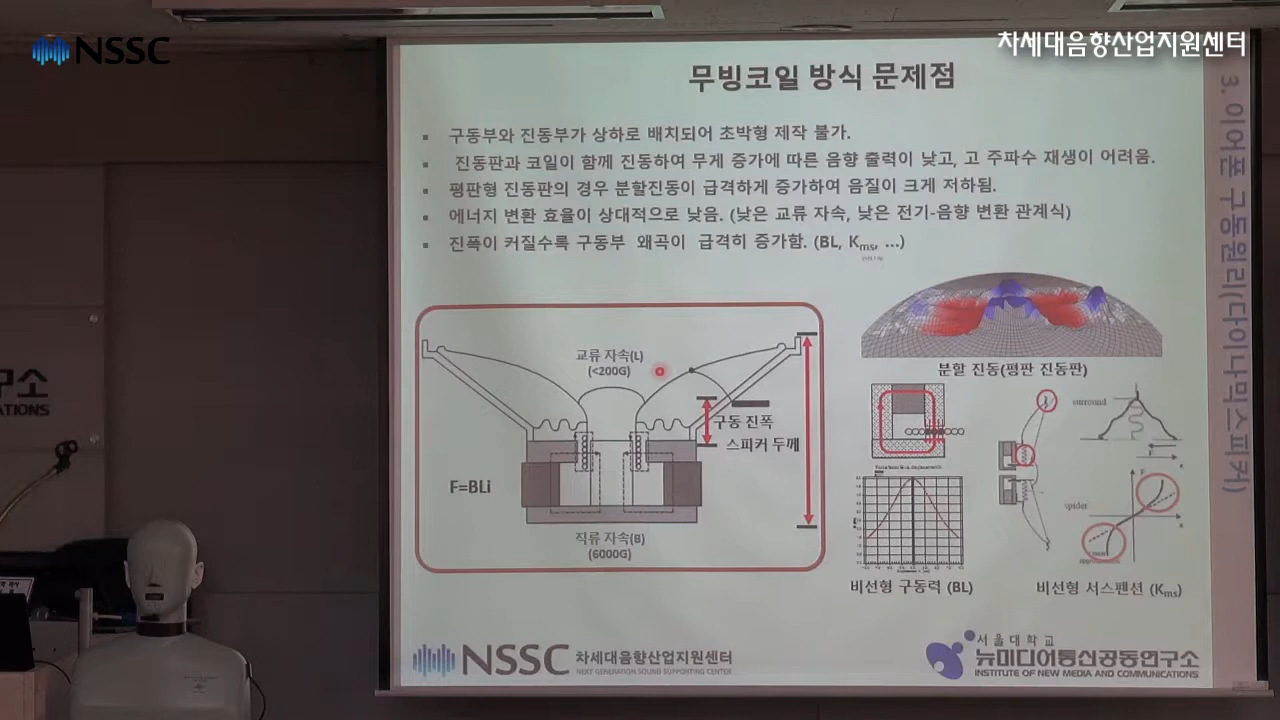 NSSC
차세대음향산업지원센터
무빙코일 방식 문제점
3. 이어폰 구동원리(다이나믹스피커)
▪ 구동부와 진동부가 상하로 배치되어 초박형 제작 불가.
▪ 진동판과 코일이 함께 진동하여 무게 증가에 따른 음향 출력이 낮고, 고 주파수 재생이 어려움.
▪ 평판형 진동판의 경우 분할진동이 급격하게 증가하여 음질이 크게 저하됨.
▪ 에너지 변환 효율이 상대적으로 낮음. (낮은 교류 자속, 낮은 전기-음향 변환 관계식)
▪ 진폭이 커질수록 구동부 왜곡이 급격히 증가함. (BL, Kms, ...)
교류 자속(L)
(<200G)
구동 진폭
스피커 두께
F=BLi
직류 자속(B)
(6000G)
분할 진동(평판 진동판)
surround
spider
비선형 구동력 (BL)
비선형 서스펜션 (Kms)
구소
ATIONS
NSSC 차세대음향산업지원센터
NEXT GENERATION SOUND SUPPORTING CENTER
서울대학교
뉴미디어통신공동연구소
INSTITUTE OF NEW MEDIA AND COMMUNICATIONS